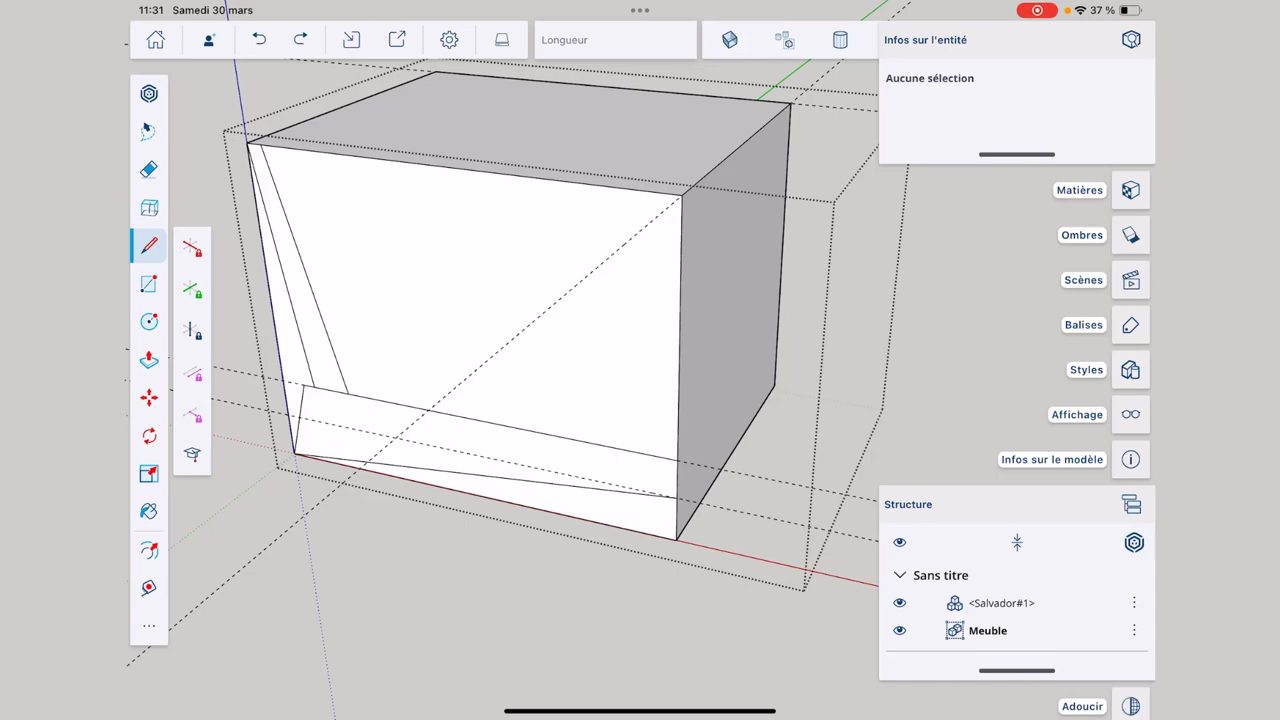 11:31 Samedi 30 mars
37 %
Longueur
Infos sur l'entité
Aucune sélection
Matières
Ombres
Scènes
Balises
Styles
Affichage
Infos sur le modèle
Structure
Sans titre
<Salvador#1>
Meuble
Adoucir